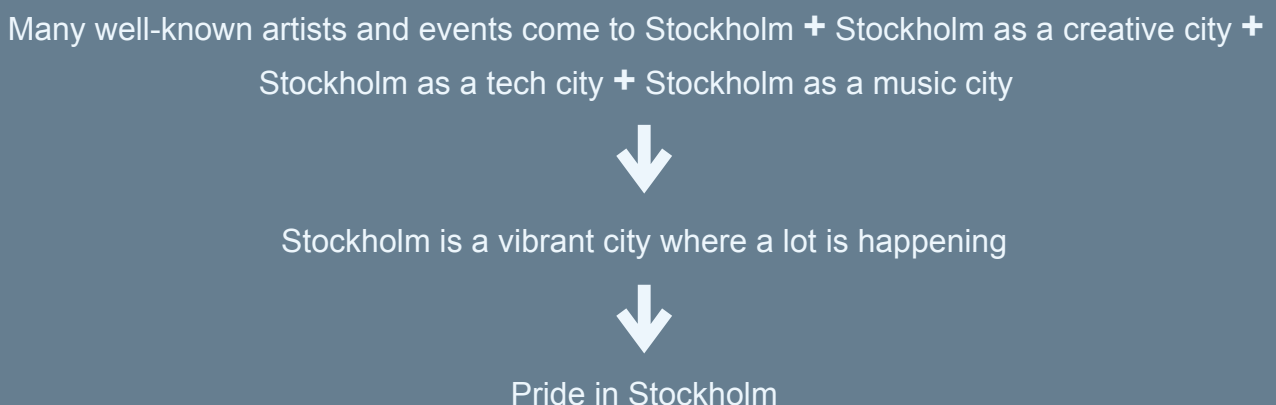 Many well-known artists and events come to Stockholm + Stockholm as a creative city +
Stockholm as a tech city + Stockholm as a music city
Stockholm is a vibrant city where a lot is happening
Pride in Stockholm